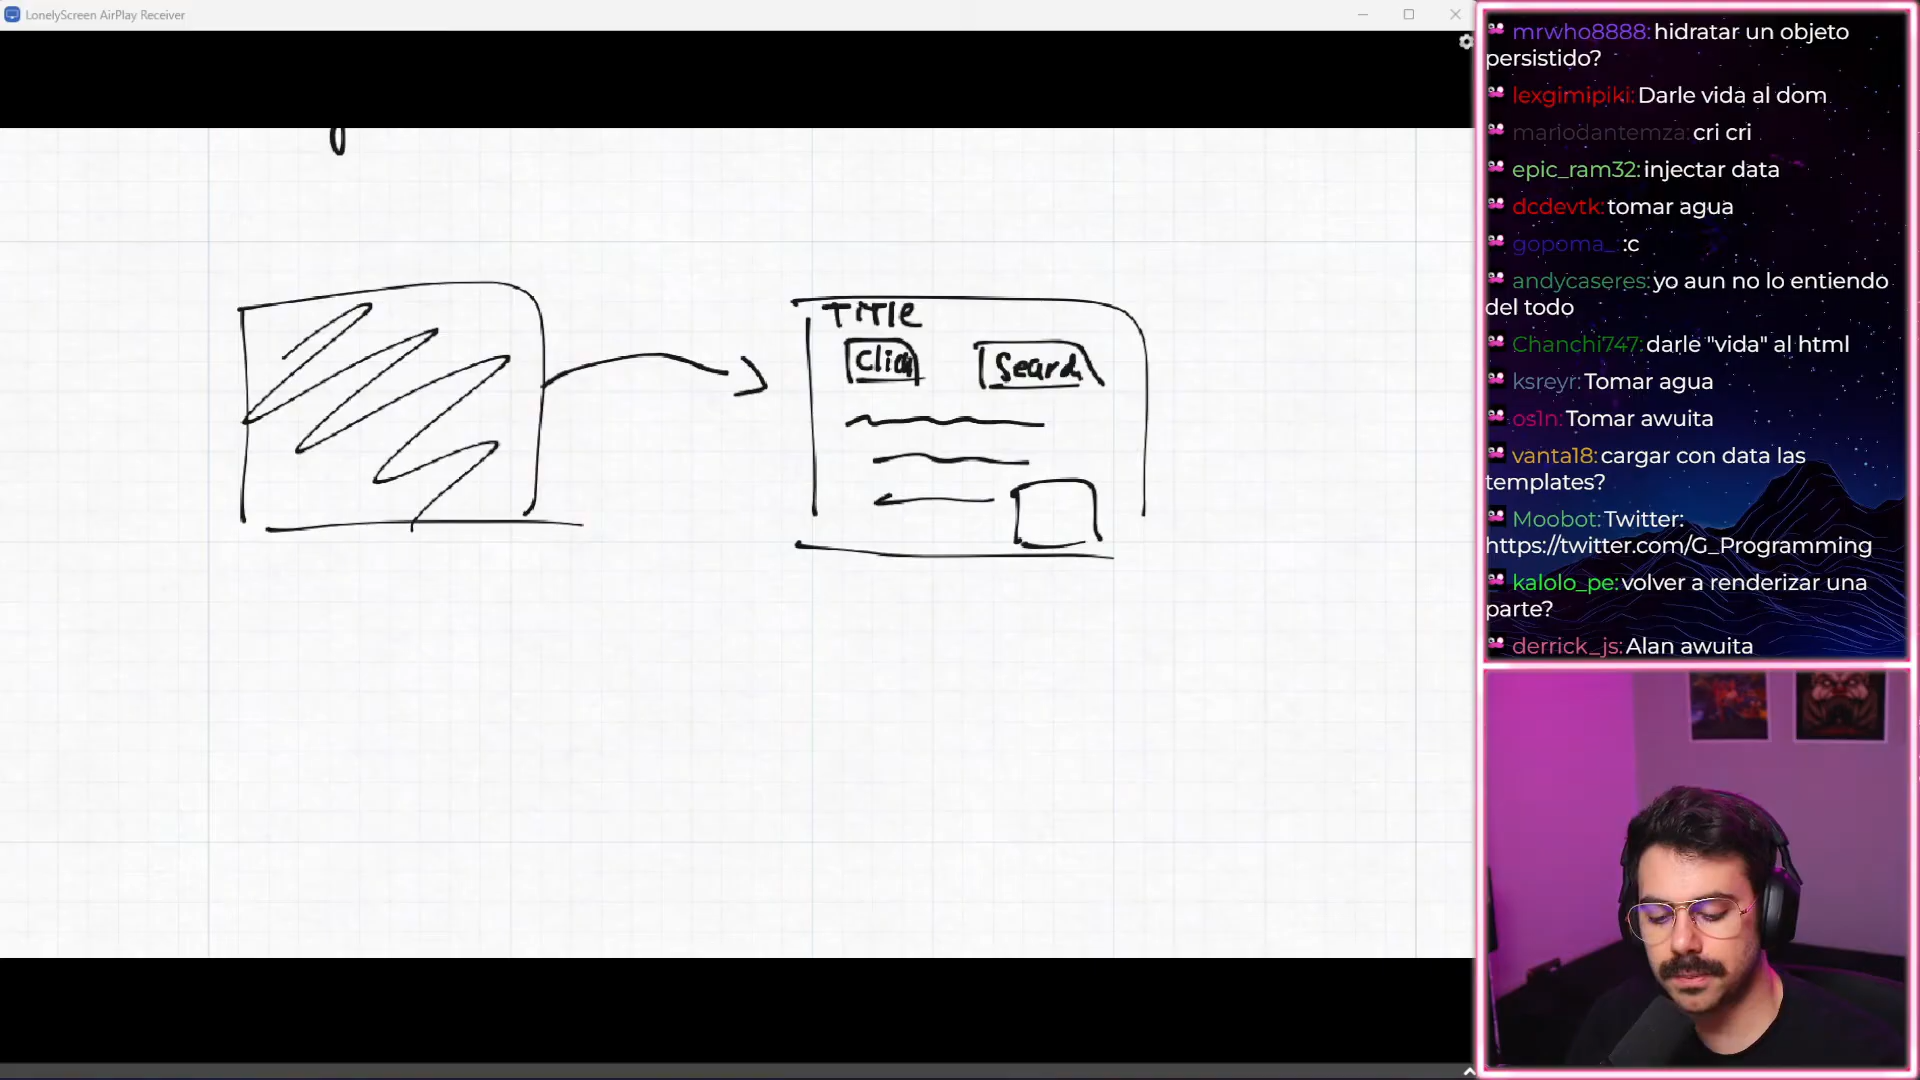 LonelyScreen AirPlay Receiver
TITLE
Click
Search
mrwho8888: hidratar un objeto
persistido?
lexgimipiki: Darle vida al dom
mariodantemza: cri cri
epic_ram32: injectar data
dcdevtk: tomar agua
gopoma_: :c
andycaseres: yo aun no lo entiendo
del todo
Chanchi747: darle "vida" al html
ksreyr: Tomar agua
os1n: Tomar awuita
vanta18: cargar con data las
templates?
Moobot: Twitter:
https://twitter.com/G_Programming
kalolo_pe: volver a renderizar una
parte?
derrick_js: Alan awuita